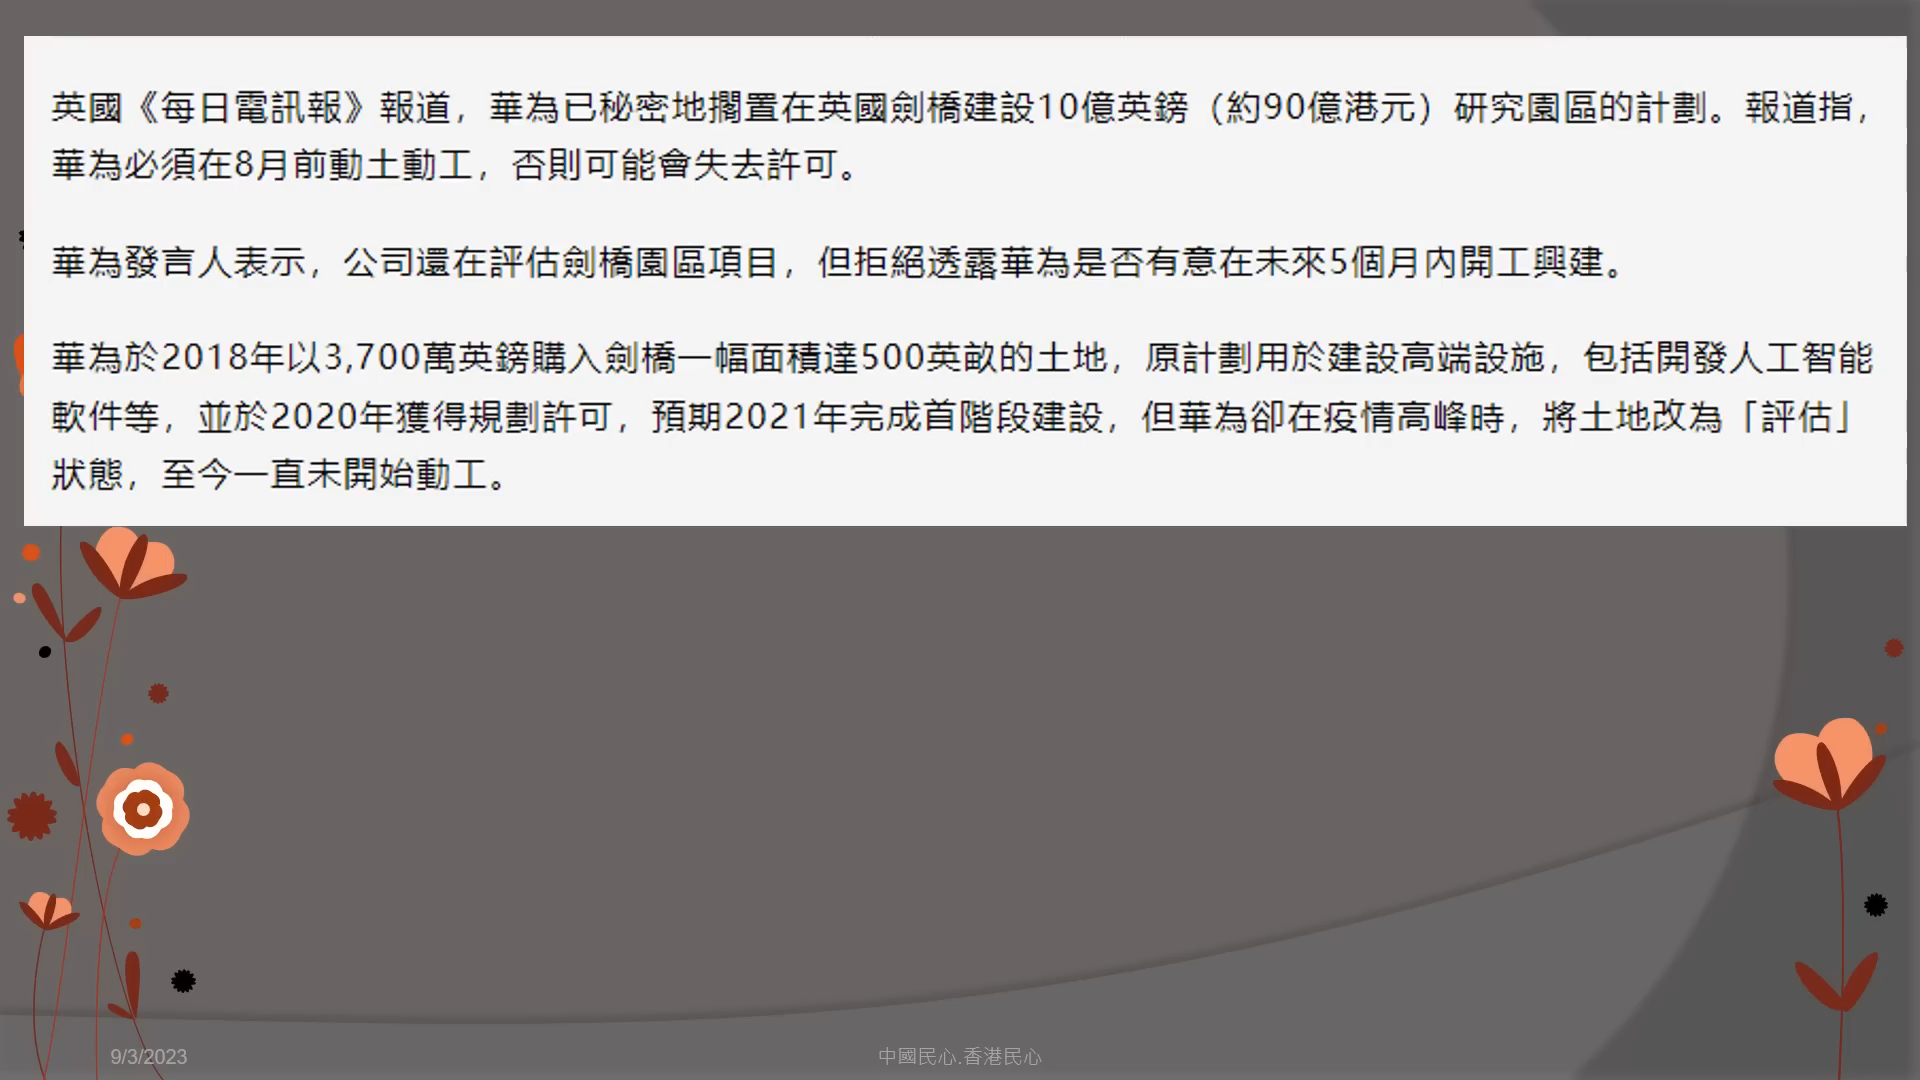 英國《每日電訊報》報道，華為已秘密地擱置在英國劍橋建設10億英鎊（約90億港元）研究園區的計劃。報道指，
華為必須在8月前動土動工，否則可能會失去許可。
華為發言人表示，公司還在評估劍橋園區項目，但拒絕透露華為是否有意在未來5個月內開工興建。
華為於2018年以3,700萬英鎊購入劍橋一幅面積達500英畝的土地，原計劃用於建設高端設施，包括開發人工智能
軟件等，並於2020年獲得規劃許可，預期2021年完成首階段建設，但華為卻在疫情高峰時，將土地改為「評估」
狀態，至今一直未開始動工。
9/3/2023
中國民心.香港民心